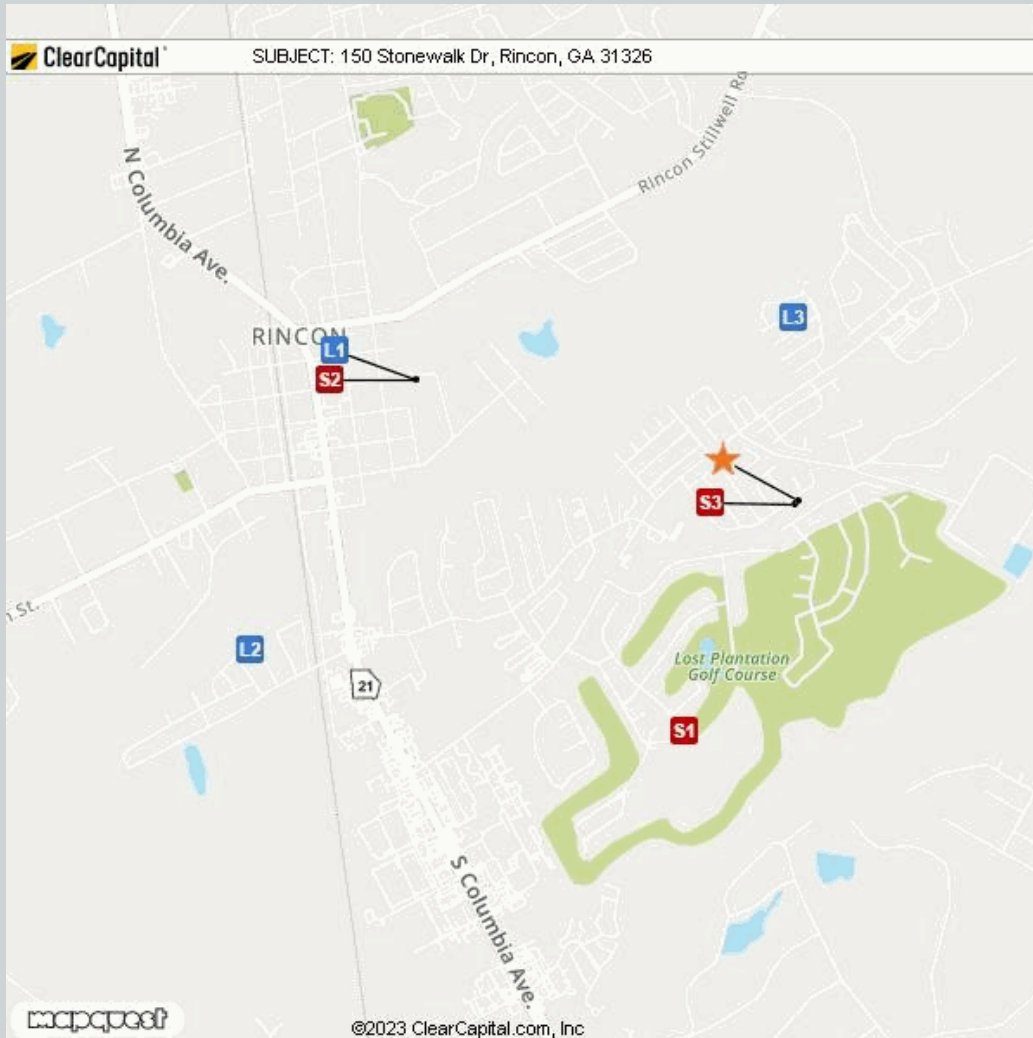 ClearCapital
SUBJECT: 150 Stonewalk Dr, Rincon, GA 31326
N Columbia Ave.
Rincon Stillwell Ro
RINCON
L1
S2
L3
S3
n St.
L2
21
Lost Plantation
Golf Course
S1
S Columbia Ave.
mapquest
©2023 ClearCapital.com, Inc